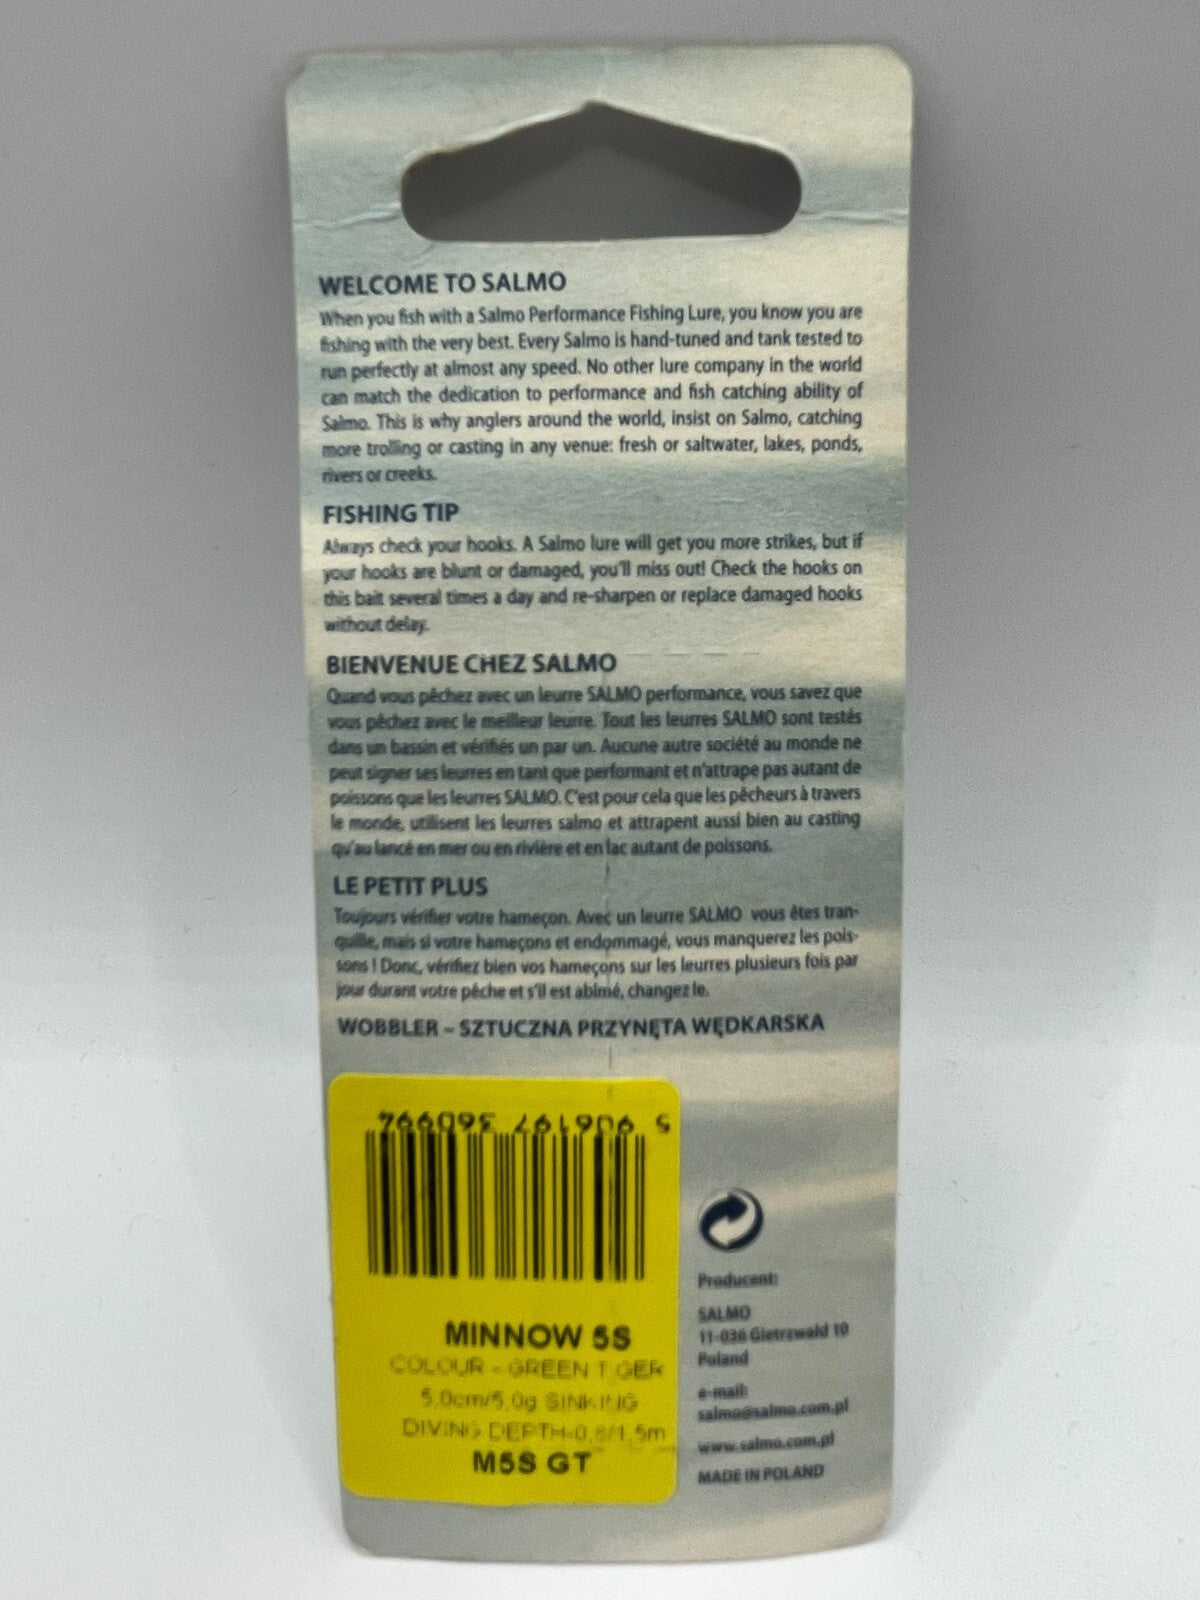 WELCOME TO SALMO
When you fish with a Salmo Performance Fishing Lure, you know you are
fishing with the very best. Every Salmo is hand-tuned and tank tested to
run perfectly at almost any speed. No other lure company in the world
can match the dedication to performance and fish catching ability of
Salmo. This is why anglers around the world, insist on Salmo, catching
more trolling or casting in any venue: fresh or saltwater, lakes, ponds,
rivers or creeks.
FISHING TIP
Always check your hooks. A Salmo lure will get you more strikes, but if
your hooks are blunt or damaged, you'll miss out! Check the hooks on
this bait several times a day and re-sharpen or replace damaged hooks
without delay.
BIENVENUE CHEZ SALMO
Quand vous pêchez avec un leurre SALMO performance, vous savez que
vous pêchez avec le meilleur leurre. Tout les leurres SALMO sont testés
dans un bassin et vérifiés un par un. Aucune autre société au monde ne
peut signer ses leurres en tant que performant et n'attrape pas autant de
poissons que les leurres SALMO. C'est pour cela que les pêcheurs à travers
le monde, utilisent les leurres salmo et attrapent aussi bien au casting
qu'au lancé en mer ou en rivière et en lac autant de poissons.
LE PETIT PLUS
Toujours vérifier votre hameçon. Avec un leurre SALMO vous êtes tran-
quille, mais si votre hameçons et endommagé, vous manquerez les pois-
sons ! Donc, vérifiez bien vos hameçons sur les leurres plusieurs fois par
jour durant votre pêche et s'il est abîmé, changez le.
WOBBLER – SZTUCZNA PRZYNĘTA WĘDKARSKA
5 906197 360994
MINNOW 5S
COLOUR - GREEN TIGER
5.0cm/5.0g SINKING
DIVING DEPTH-0,8/1,5m
M5S GT
Producent:
SALMO
11-036 Gietrzwałd 10
Poland
e-mail:
salmo@salmo.com.pl
www.salmo.com.pl
MADE IN POLAND